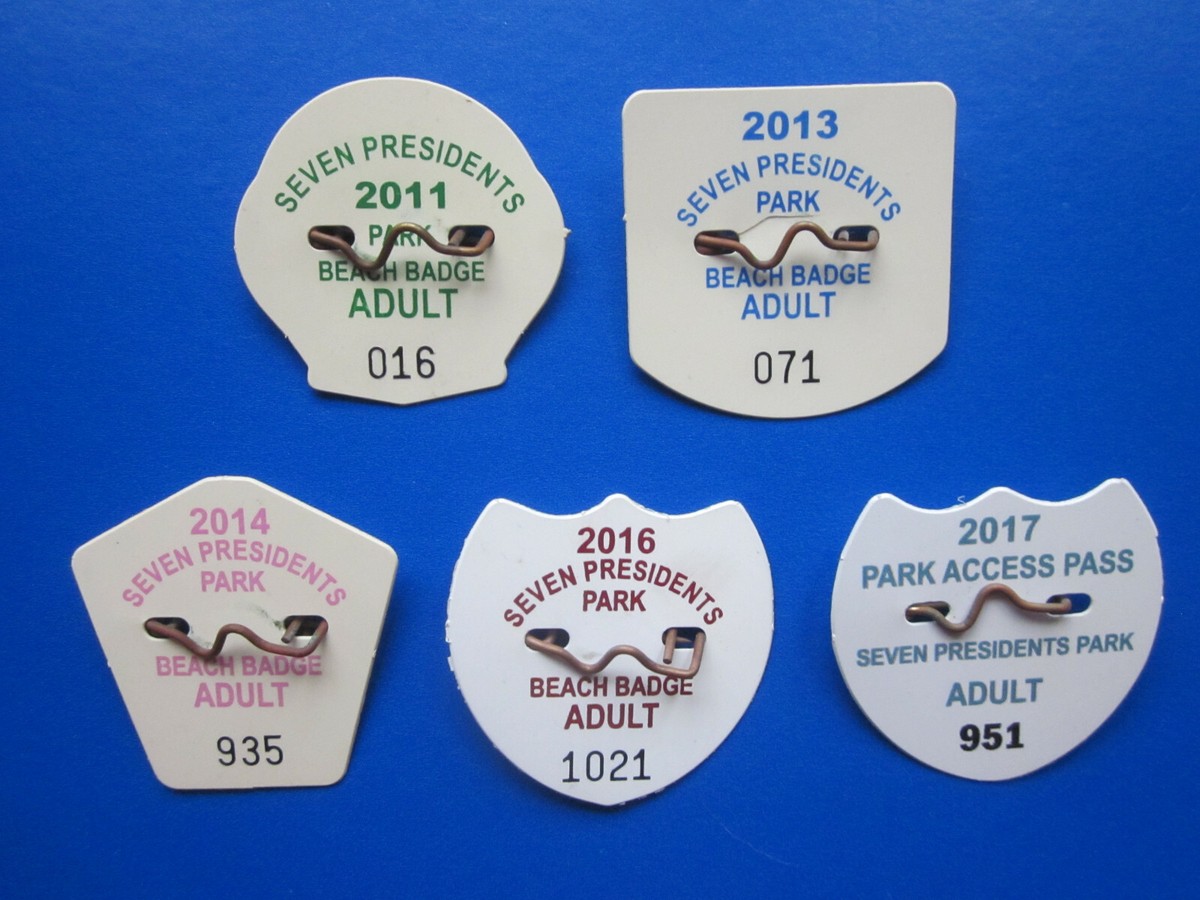 SEVEN PRESIDENTS
2011
PARK
BEACH BADGE
ADULT
016
2013
SEVEN PRESIDENTS
PARK
BEACH BADGE
ADULT
071
2014
SEVEN PRESIDENTS
PARK
BEACH BADGE
ADULT
935
2016
SEVEN PRESIDENTS
PARK
BEACH BADGE
ADULT
1021
2017
PARK ACCESS PASS
SEVEN PRESIDENTS PARK
ADULT
951